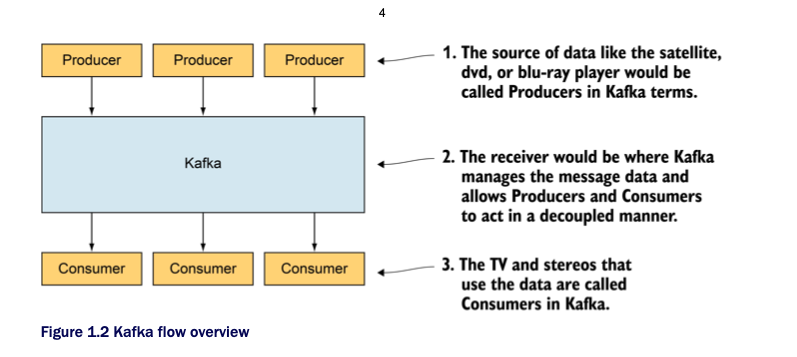 4
Producer
Producer
Producer
1. The source of data like the satellite,
dvd, or blu-ray player would be
called Producers in Kafka terms.
Kafka
2. The receiver would be where Kafka
manages the message data and
allows Producers and Consumers
to act in a decoupled manner.
Consumer
Consumer
Consumer
3. The TV and stereos that
use the data are called
Consumers in Kafka.
Figure 1.2 Kafka flow overview